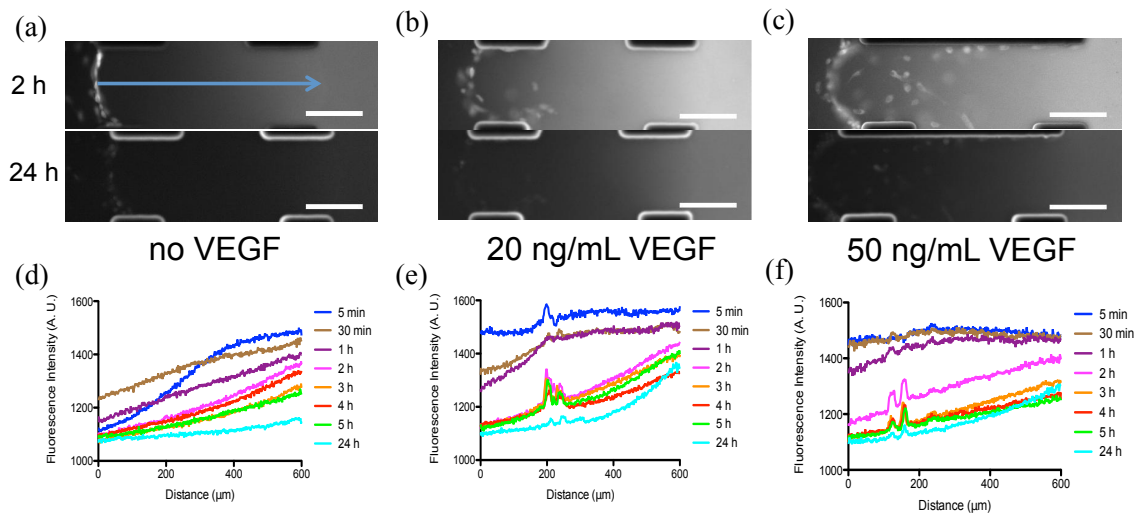 (a)
(b)
(c)
2 h
24 h
no VEGF
20 ng/mL VEGF
50 ng/mL VEGF
(d)
Fluorescence Intensity (A. U.)
1600
1400
1200
1000
0
200
400
600
Distance (µm)
5 min
30 min
1 h
2 h
3 h
4 h
5 h
24 h
(e)
Fluorescence Intensity (A. U.)
1600
1400
1200
1000
0
200
400
600
Distance (µm)
5 min
30 min
1 h
2 h
3 h
4 h
5 h
24 h
(f)
Fluorescence Intensity (A. U.)
1600
1400
1200
1000
0
200
400
600
Distance (µm)
5 min
30 min
1 h
2 h
3 h
4 h
5 h
24 h